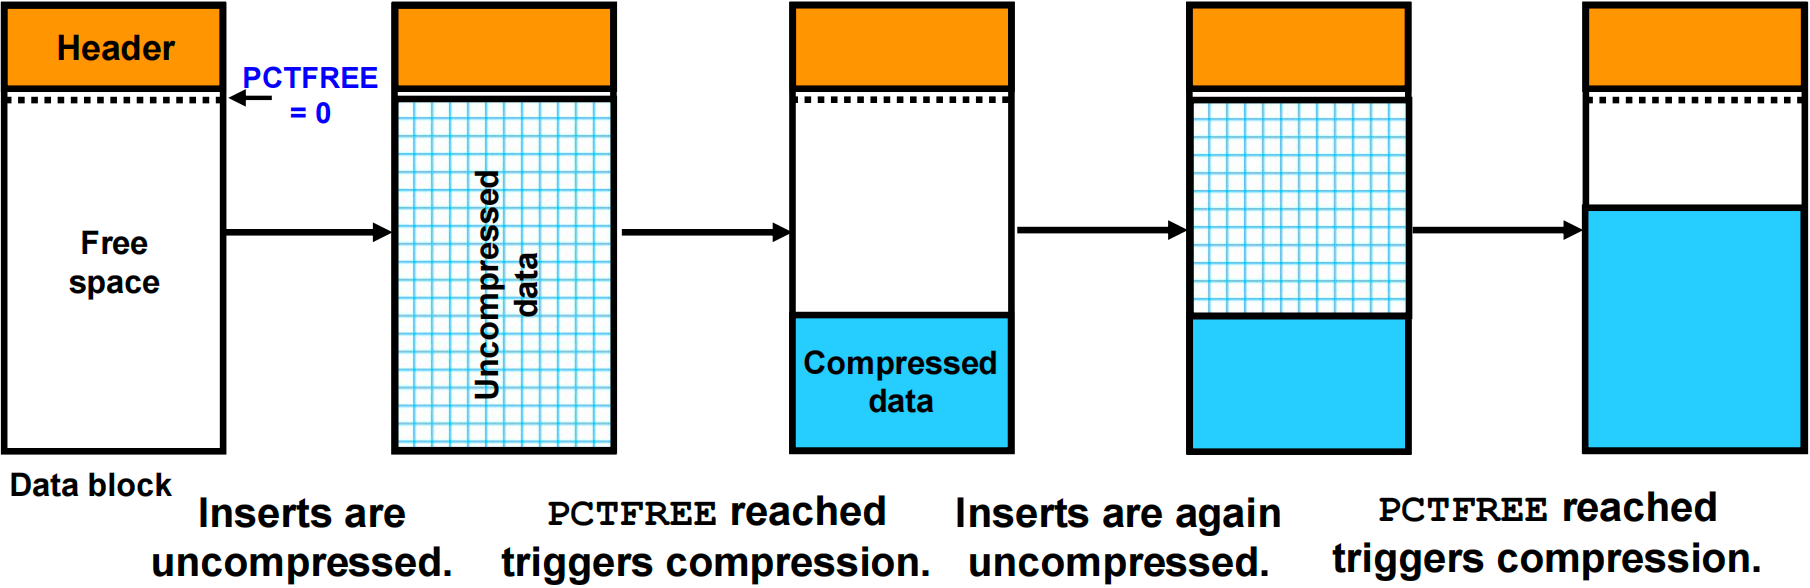 Header
PCTFREE
= 0
Free
space
Uncompressed
data
Compressed
data
Data block
Inserts are
uncompressed.
PCTFREE reached
triggers compression.
Inserts are again
uncompressed.
PCTFREE reached
triggers compression.